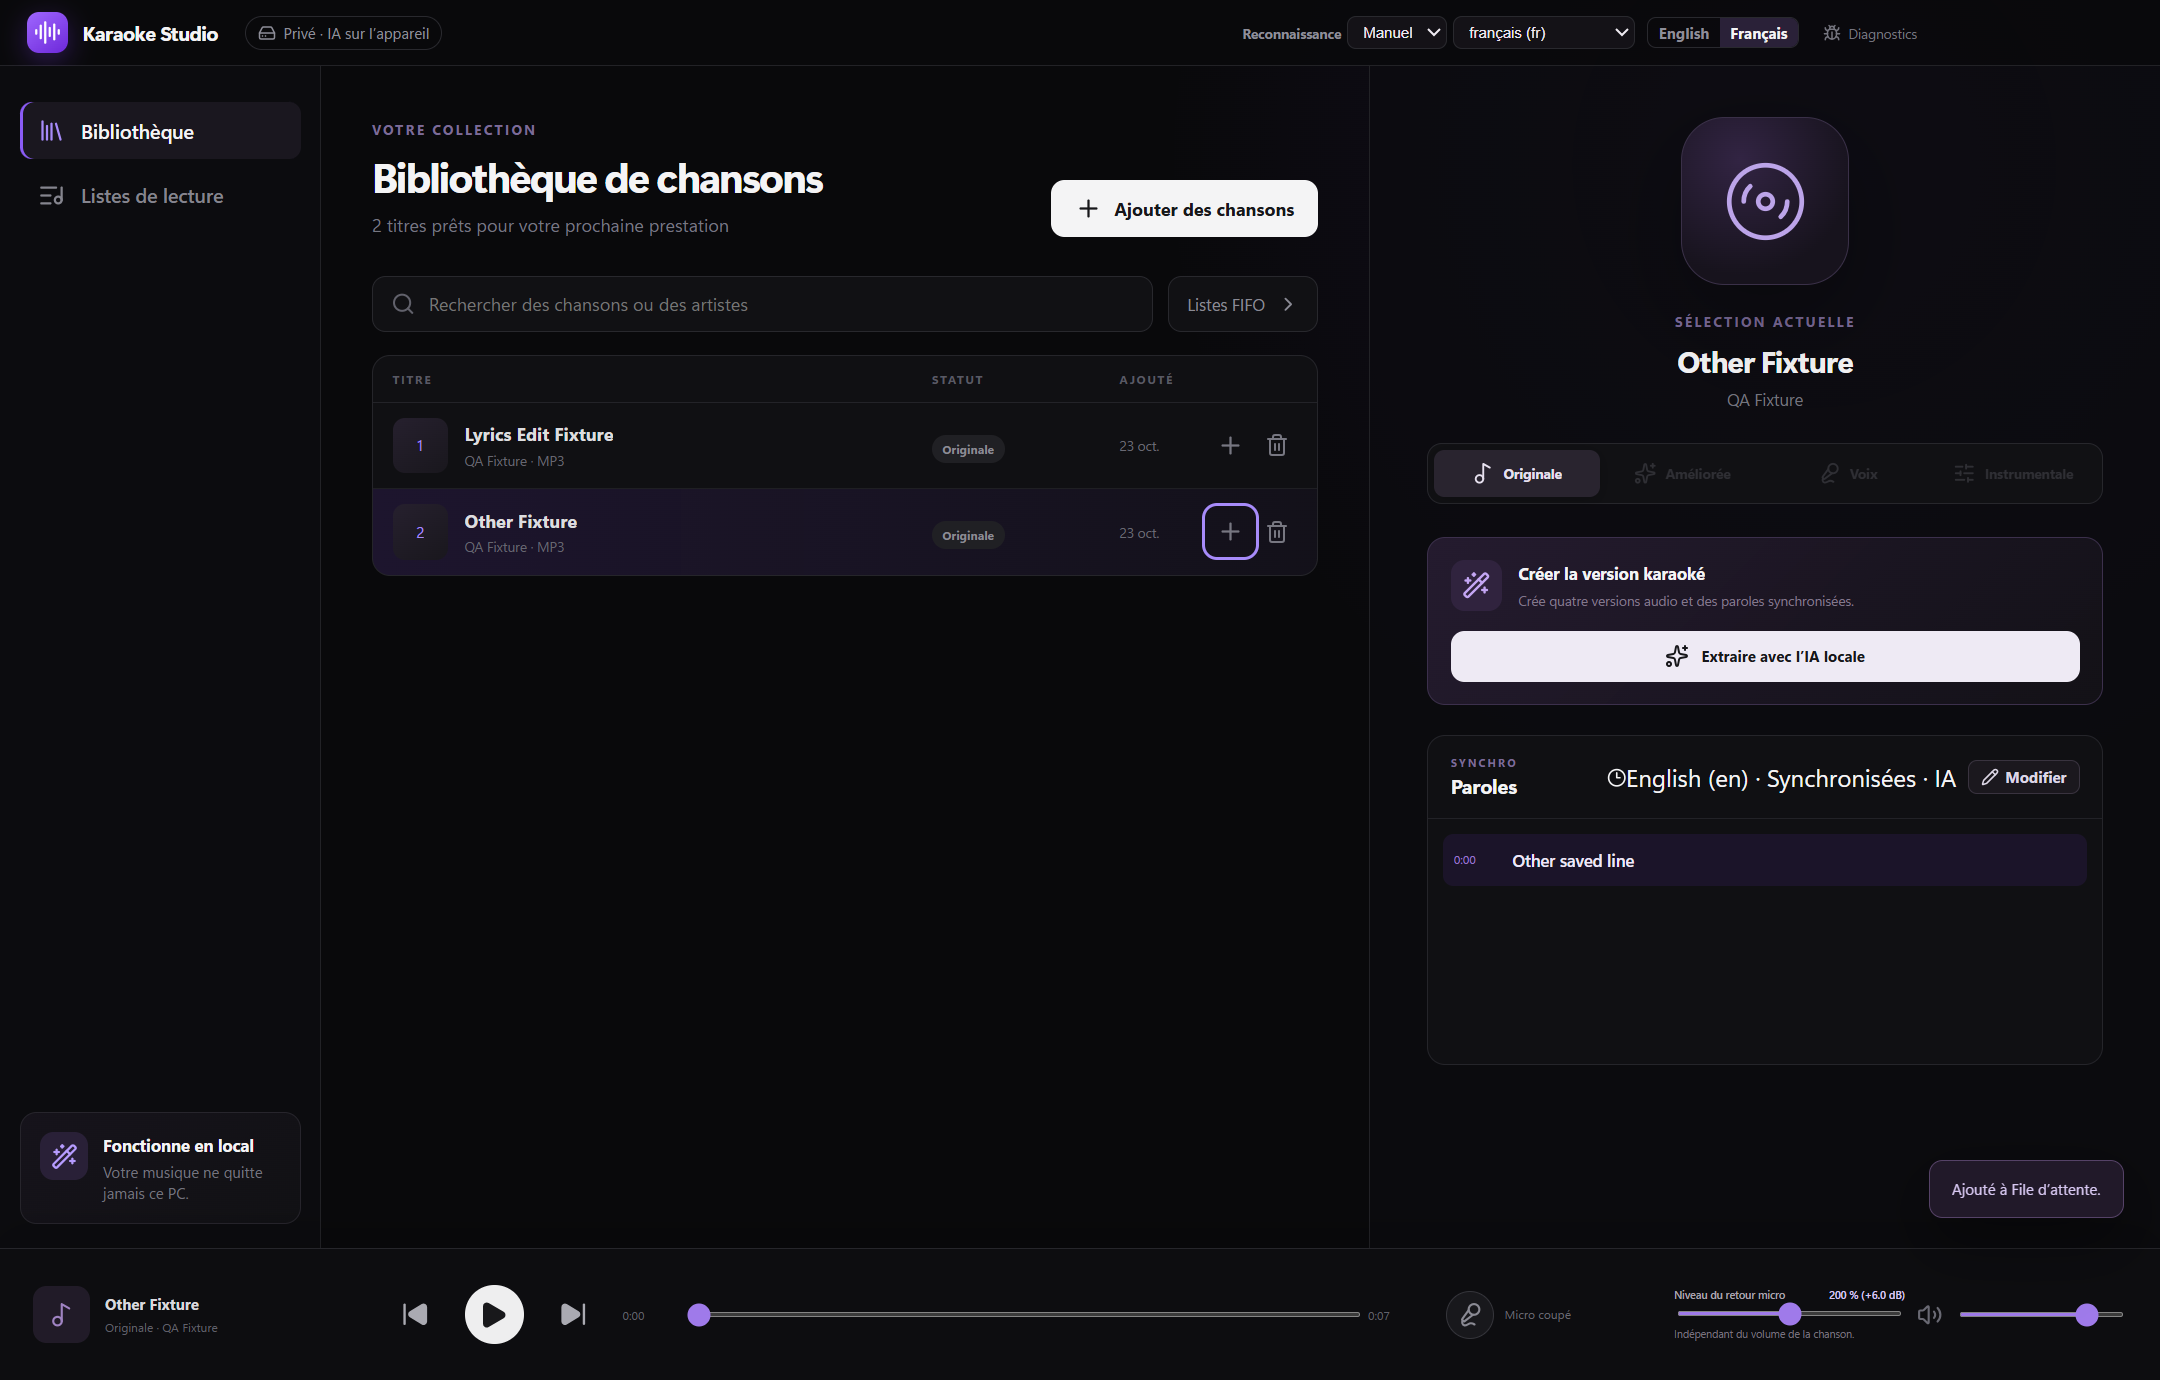 Karaoke Studio
Privé · IA sur l’appareil
Reconnaissance
Manuel
français (fr)
English
Français
Diagnostics
Bibliothèque
Listes de lecture
VOTRE COLLECTION
Bibliothèque de chansons
2 titres prêts pour votre prochaine prestation
Ajouter des chansons
Rechercher des chansons ou des artistes
Listes FIFO
TITRE
STATUT
AJOUTÉ
1
Lyrics Edit Fixture
QA Fixture · MP3
Originale
23 oct.
2
Other Fixture
QA Fixture · MP3
Originale
23 oct.
SÉLECTION ACTUELLE
Other Fixture
QA Fixture
Originale
Améliorée
Voix
Instrumentale
Créer la version karaoké
Crée quatre versions audio et des paroles synchronisées.
Extraire avec l’IA locale
SYNCHRO
Paroles
English (en) · Synchronisées · IA
Modifier
0:00
Other saved line
Fonctionne en local
Votre musique ne quitte
jamais ce PC.
Ajouté à File d’attente.
Other Fixture
Originale · QA Fixture
0:00
0:07
Micro coupé
Niveau du retour micro
200 % (+6.0 dB)
Indépendant du volume de la chanson.